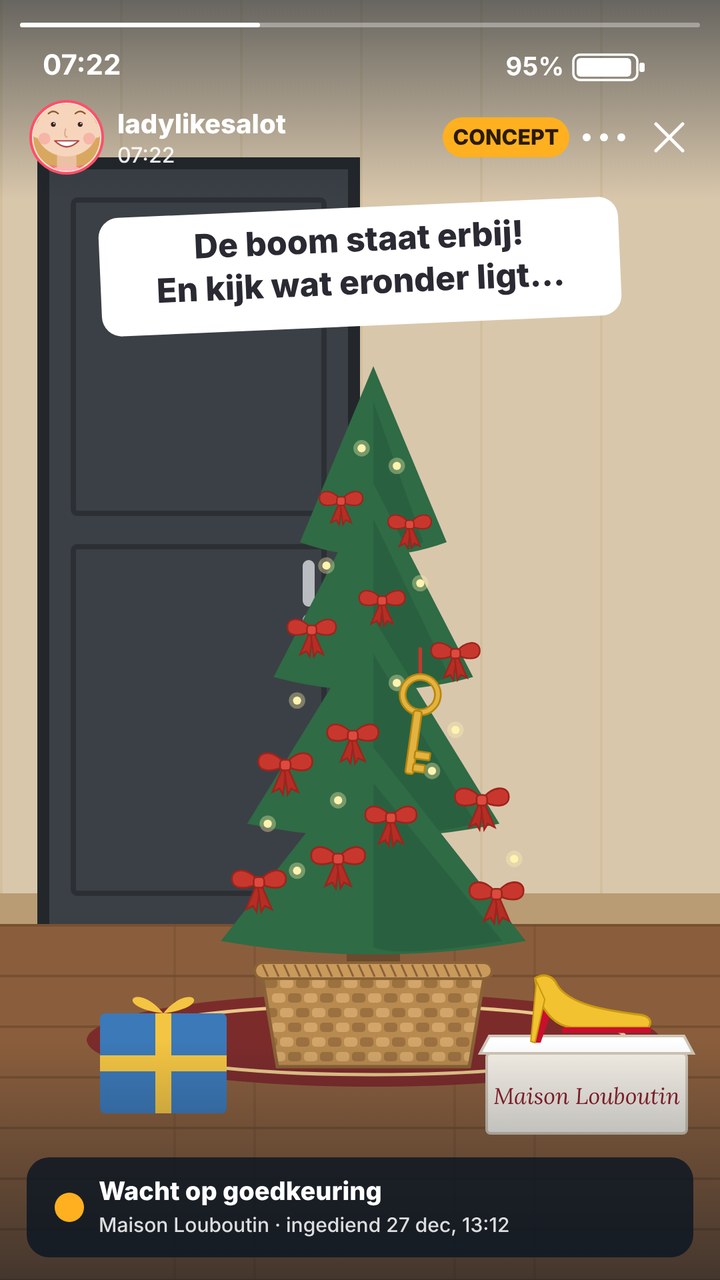 07:22
95%
ladylikesalot
07:22
CONCEPT
De boom staat erbij!
En kijk wat eronder ligt...
Maison Louboutin
Wacht op goedkeuring
Maison Louboutin · ingediend 27 dec, 13:12